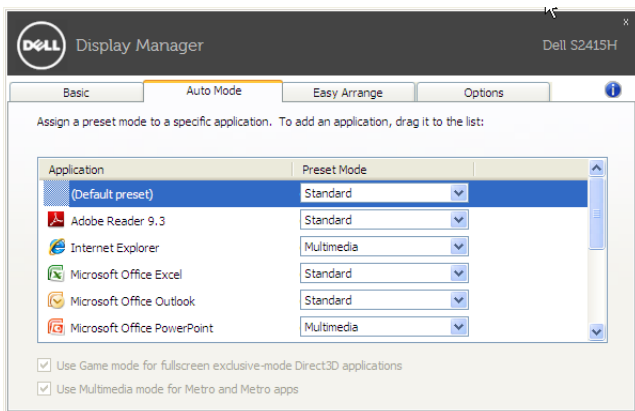 DELL Display Manager Dell S2415H
x
Basic Auto Mode Easy Arrange Options i
Assign a preset mode to a specific application. To add an application, drag it to the list:
Application Preset Mode
(Default preset) Standard
Adobe Reader 9.3 Standard
Internet Explorer Multimedia
Microsoft Office Excel Standard
Microsoft Office Outlook Standard
Microsoft Office PowerPoint Multimedia
Use Game mode for fullscreen exclusive-mode Direct3D applications
Use Multimedia mode for Metro and Metro apps